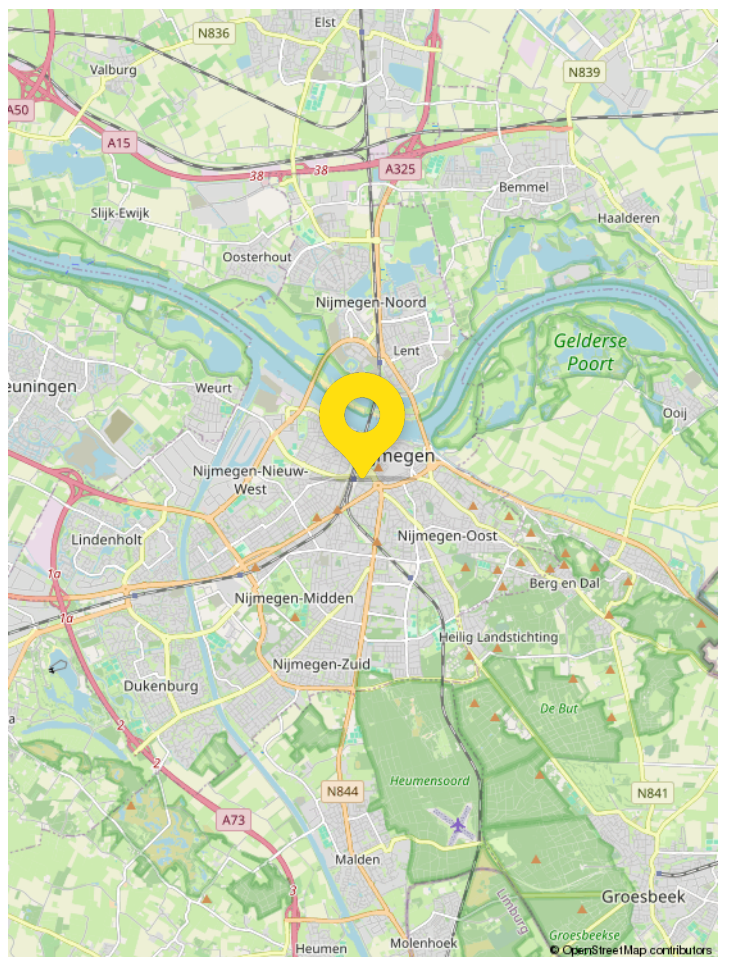 Elst
N836
Valburg
N839
A50
A15
A325
38
38
Bemmel
Slijk-Ewijk
Haalderen
Oosterhout
Nijmegen-Noord
Gelderse
Poort
Lent
euningen
Weurt
Ooij
megen
Nijmegen-Nieuw-
West
Nijmegen-Oost
Lindenholt
1a
Berg en Dal
Nijmegen-Midden
1a
Heilig Landstichting
Nijmegen-Zuid
Dukenburg
De But
a
2
2
Heumensoord
N844
N841
A73
Malden
3
Limburg
Groesbeek
Groesbeekse
Molenhoek
Heumen
© OpenStreetMap contributors